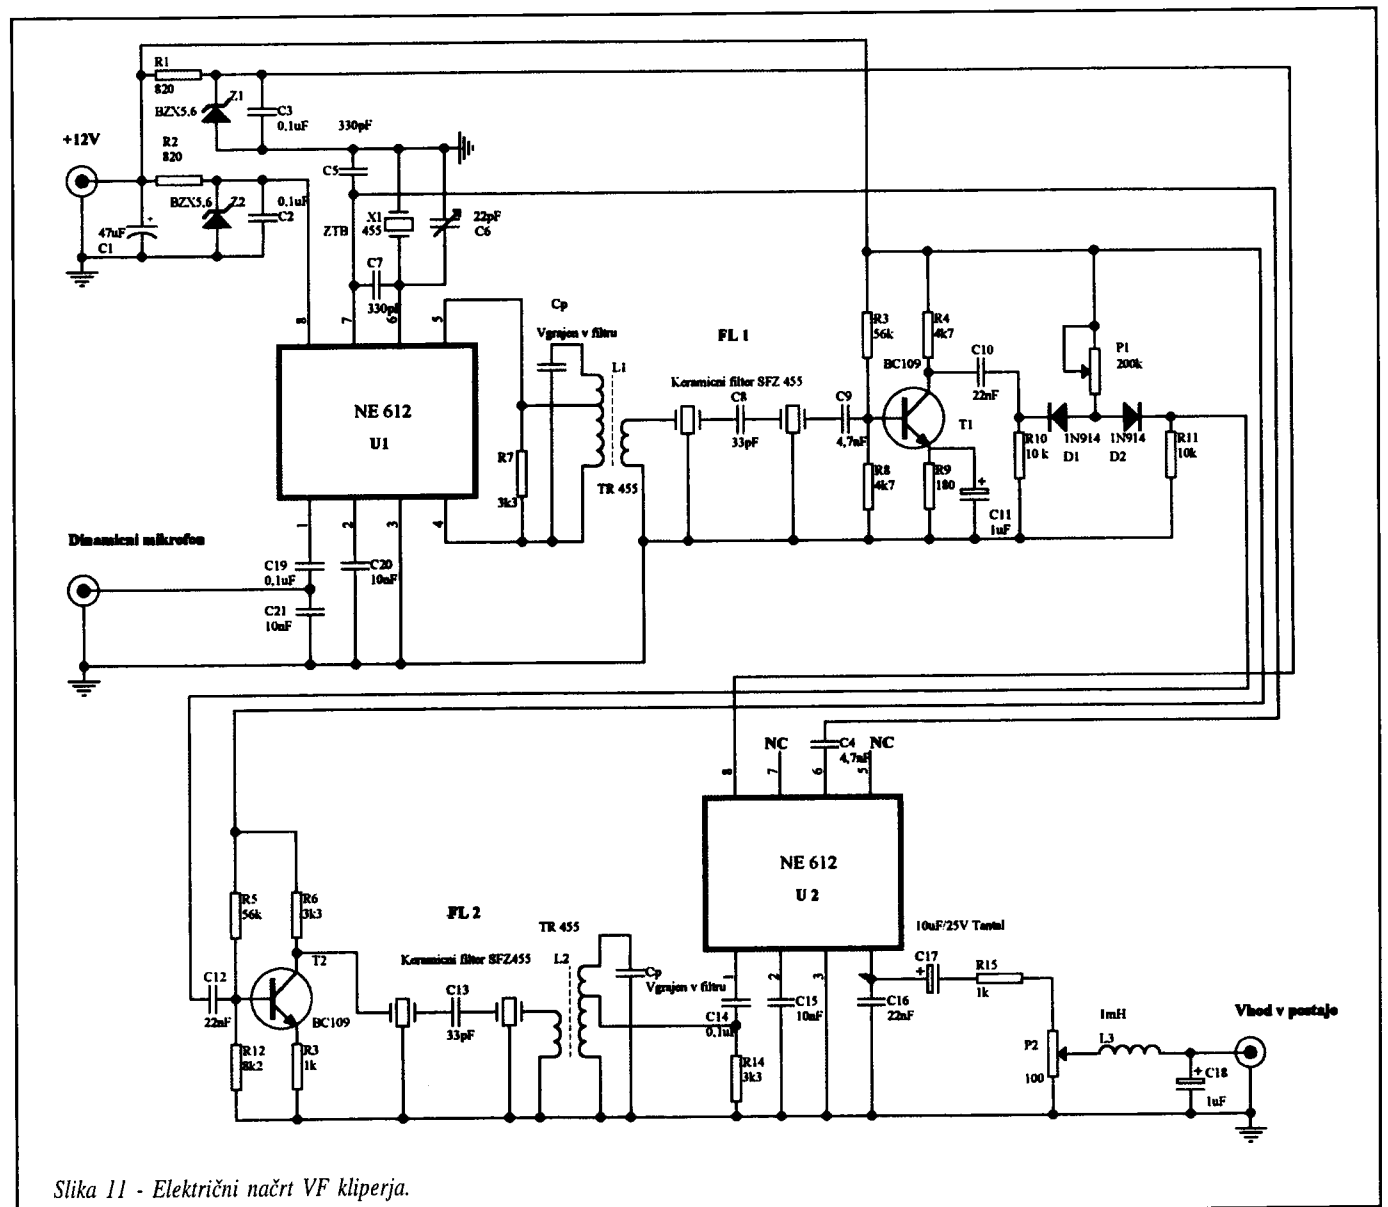 R1
820
BZX5.6
Z1
C3
0,1uF
330pF
+12V
R2
820
C5
BZX5.6
Z2
0,1uF
C2
47uF
+
C1
ZTB
X1
455
22pF
C6
C7
330pF
8
7
6
5
Cp
Vgrajen v filtru
L1
FL 1
Keramicni filter SFZ 455
C8
33pF
C9
4,7nF
R3
56k
R4
4k7
BC109
C10
22nF
P1
200k
NE 612
U1
R7
3k3
TR 455
T1
R8
4k7
R9
180
+
C11
1uF
R10
10 k
1N914
D1
1N914
D2
R11
10k
1
2
3
4
Dinamicni mikrofon
C19
0,1uF
C20
10nF
C21
10nF
NC
C4
4,7nF
NC
8
7
6
5
NE 612
U 2
R5
56k
R6
3k3
FL 2
TR 455
10uF/25V Tantal
T2
Keramicni filter SFZ455
L2
Cp
Vgrajen v filtru
1
2
3
C17
+
R15
1k
C12
22nF
BC109
C13
33pF
C14
0,1uF
C15
10nF
C16
22nF
Vhod v postajo
1mH
L3
P2
100
R12
8k2
R3
1k
R14
3k3
+
C18
1uF
Slika 11 - Električni načrt VF kliperja.